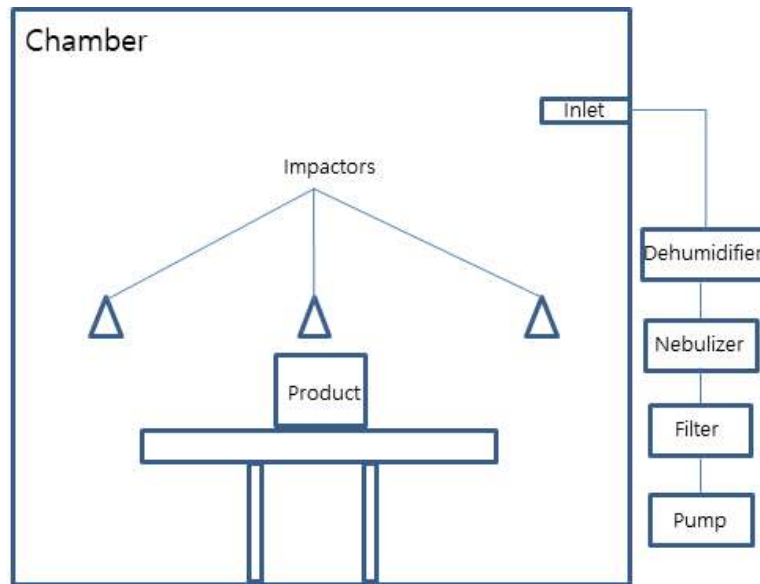 Chamber
Inlet
Impactors
Dehumidifier
Nebulizer
Product
Filter
Pump